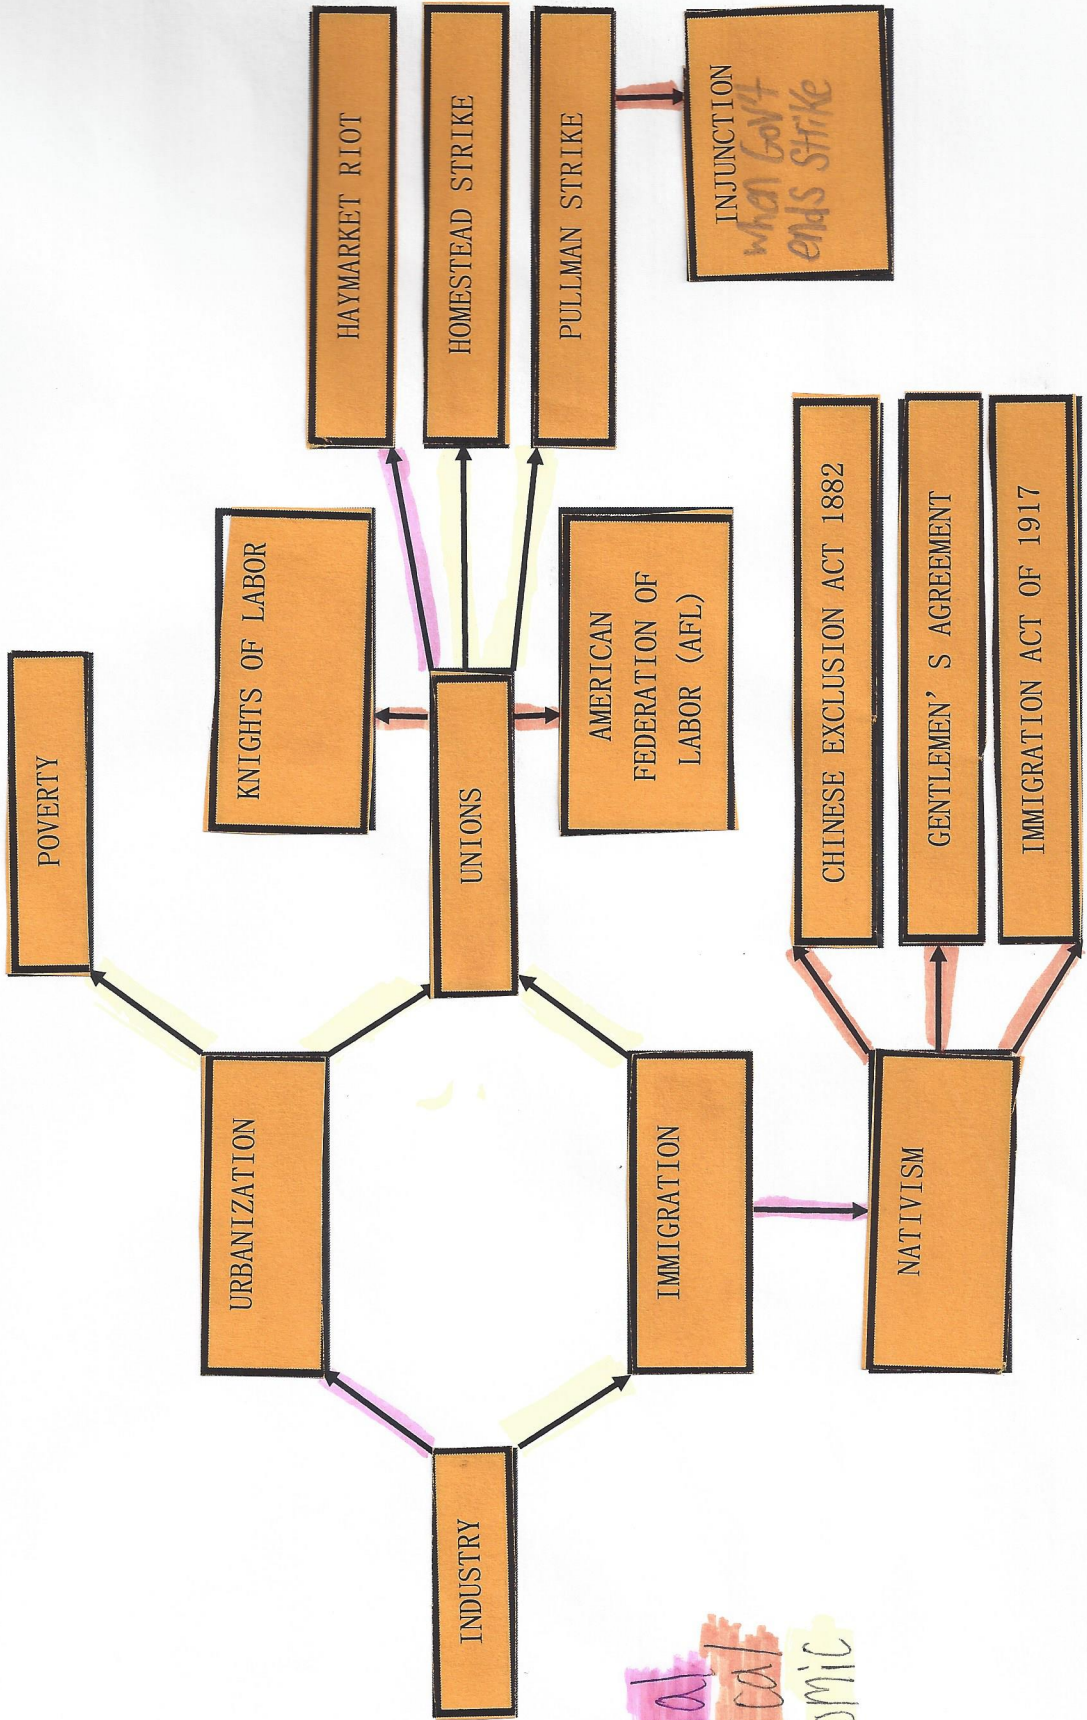 POVERTY
URBANIZATION
KNIGHTS OF LABOR
HAYMARKET RIOT
INDUSTRY
UNIONS
HOMESTEAD STRIKE
PULLMAN STRIKE
AMERICAN
FEDERATION OF
LABOR (AFL)
IMMIGRATION
INJUNCTION
when Gov't
ends Strike
NATIVISM
CHINESE EXCLUSION ACT 1882
GENTLEMEN' S AGREEMENT
IMMIGRATION ACT OF 1917
al
cal
omic